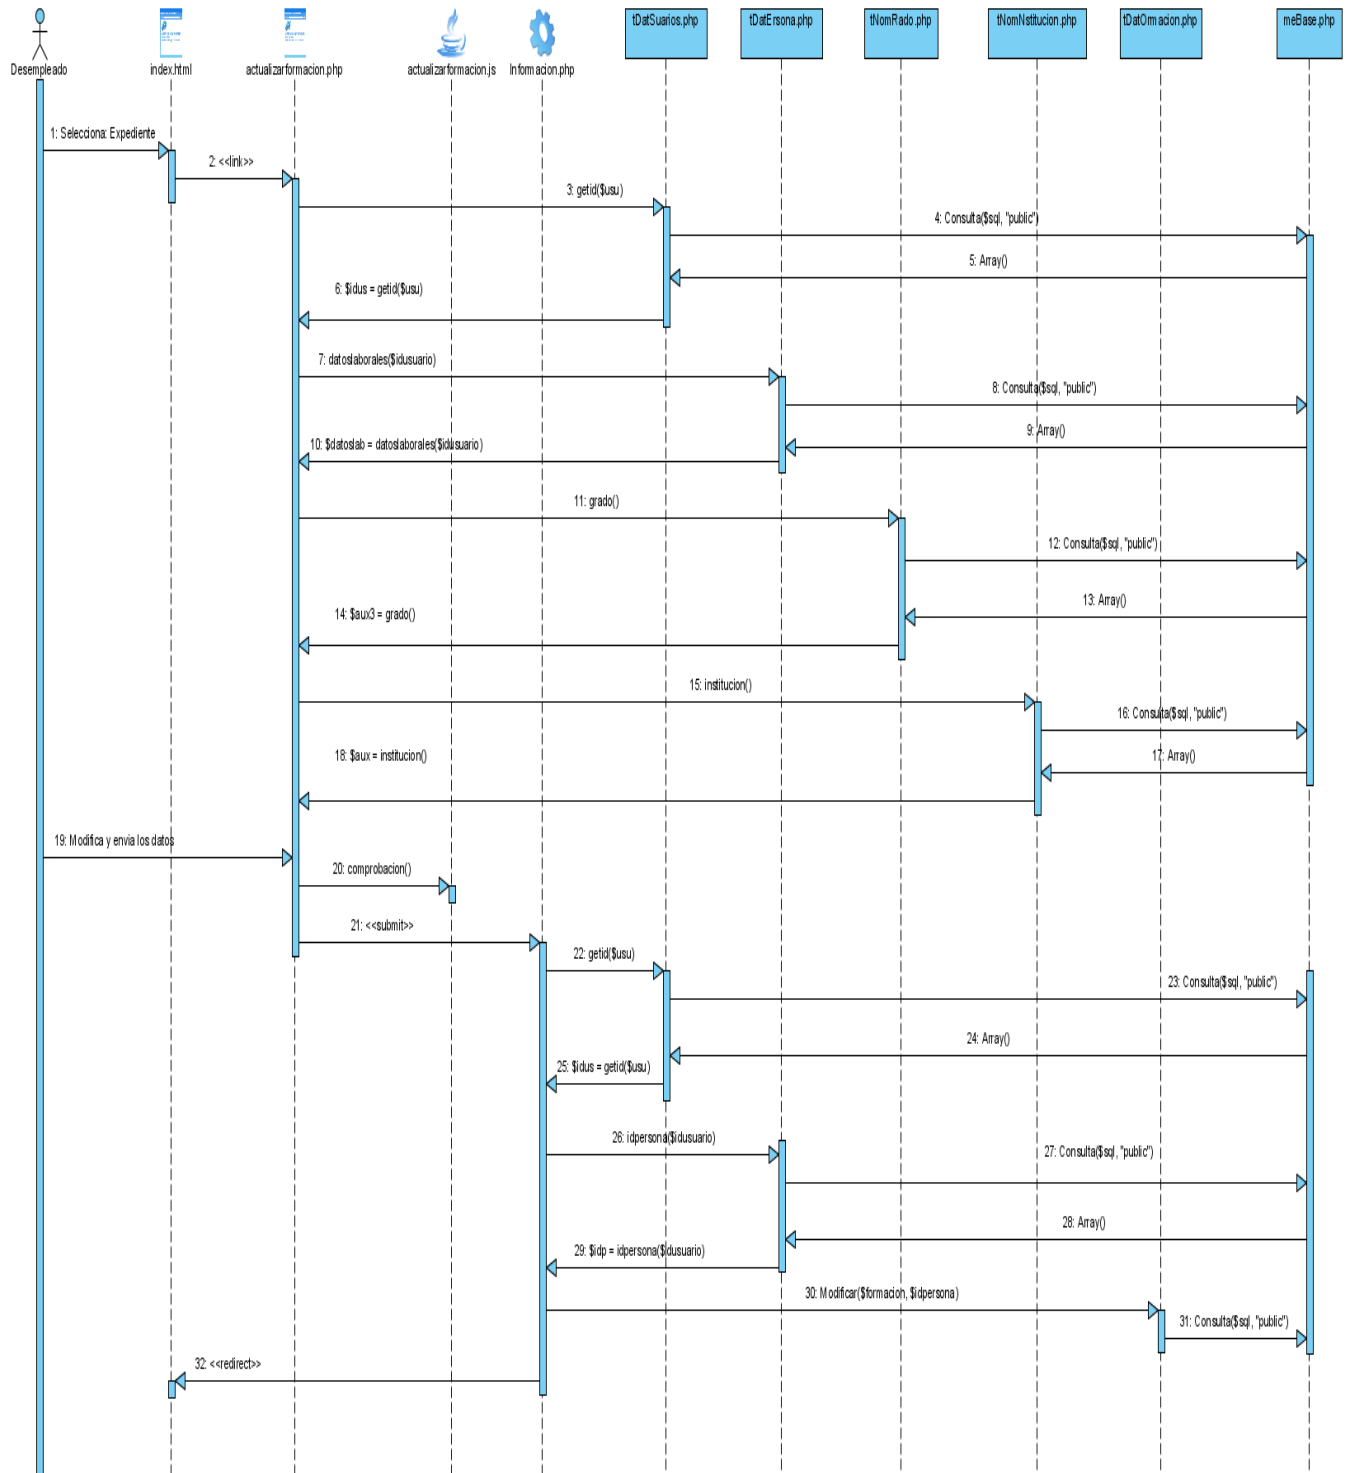 tDatSuarios.php
tDatErsona.php
tNomRado.php
tNomNstitucion.php
tDatOrmacion.php
meBase.php
Desempleado
index.html
actualizarformacion.php
actualizarformacion.js
Informacion.php
1: Selecciona: Expediente
2: <<link>>
3: getid($usu)
4: Consulta($sql, "public")
5: Array()
6: $idus = getid($usu)
7: datoslaborales($idusuario)
8: Consulta($sql, "public")
9: Array()
10: $datoslab = datoslaborales($idusuario)
11: grado()
12: Consulta($sql, "public")
13: Array()
14: $aux3 = grado()
15: institucion()
16: Consulta($sql, "public")
17: Array()
18: $aux = institucion()
19: Modifica y envia los datos
20: comprobacion()
21: <<submit>>
22: getid($usu)
23: Consulta($sql, "public")
24: Array()
25: $idus = getid($usu)
26: idpersona($idusuario)
27: Consulta($sql, "public")
28: Array()
29: $idp = idpersona($idusuario)
30: Modificar($formacion, $idpersona)
31: Consulta($sql, "public")
32: <<redirect>>